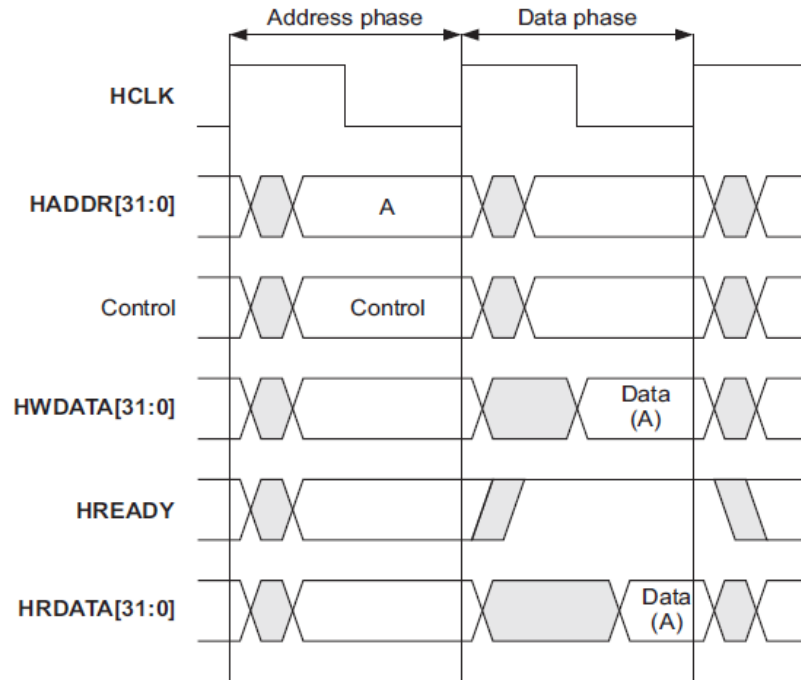 Address phase
Data phase
HCLK
HADDR[31:0]
A
Control
Control
HWDATA[31:0]
Data
(A)
HREADY
HRDATA[31:0]
Data
(A)